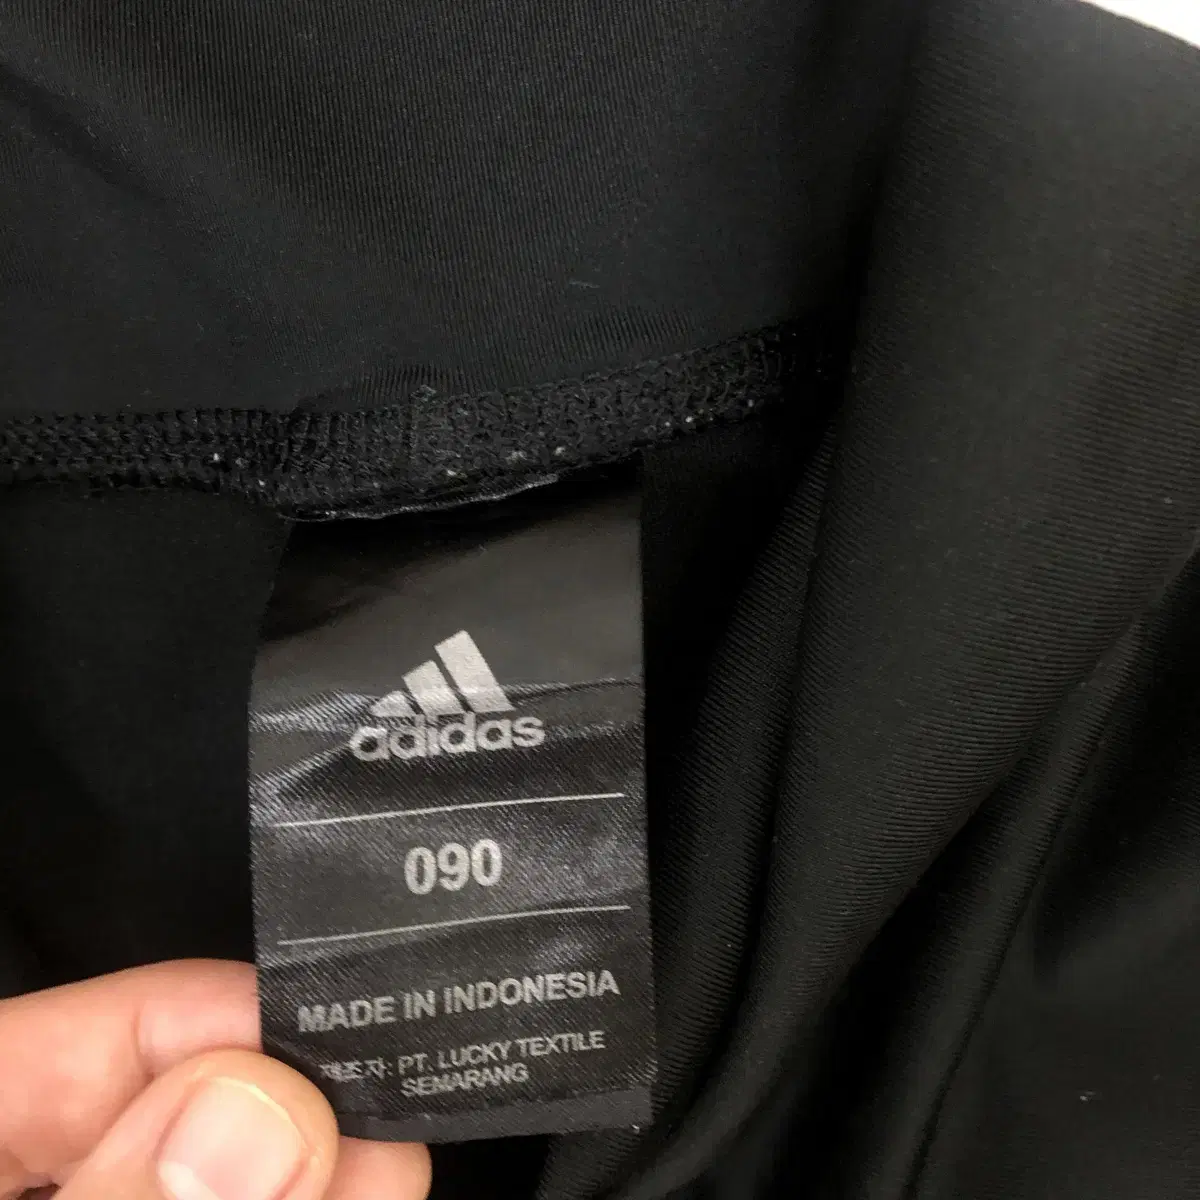 adidas
090
MADE IN INDONESIA
제조자: PT. LUCKY TEXTILE
SEMARANG